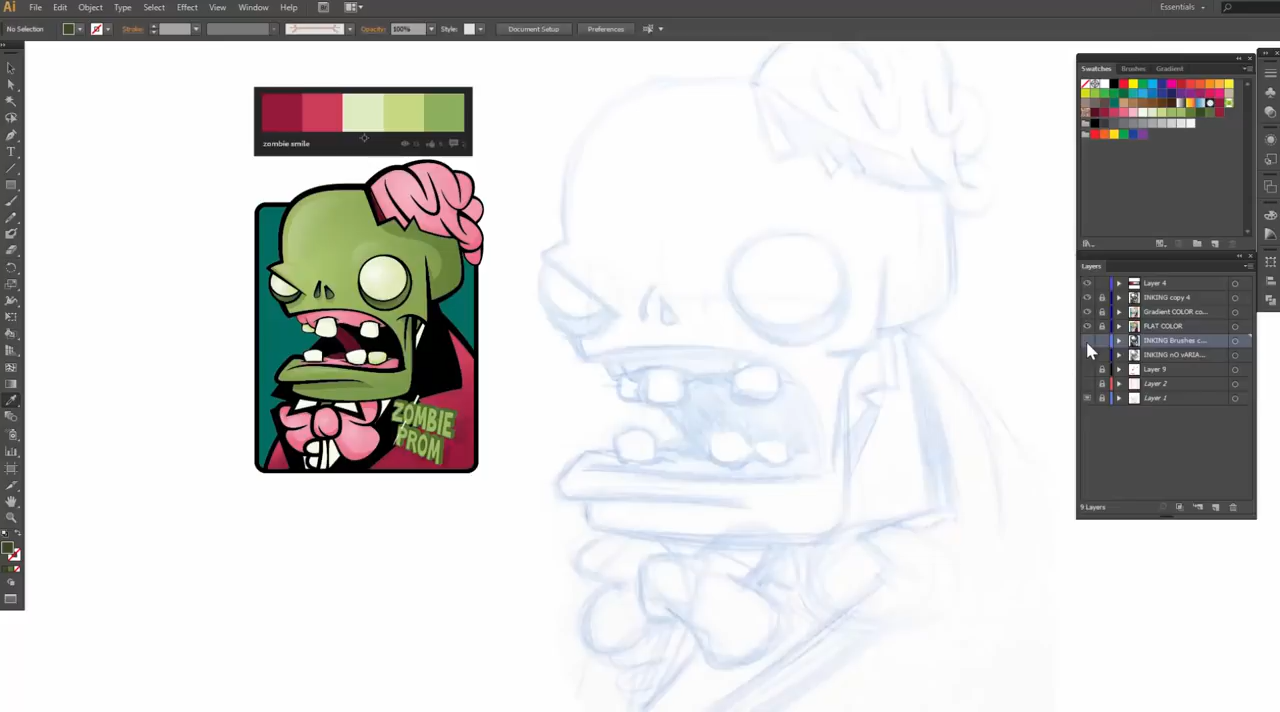 Ai File Edit Object Type Select Effect View Window Help Br Essentials
No Selection Stroke: Opacity: 100% Style: Document Setup Preferences
Swatches Brushes Gradient
zombie smile
ZOMBIE
PROM
Layers
Layer 4
INKING copy 4
Gradient COLOR co...
FLAT COLOR
INKING Brushes c...
INKING nO vARIA...
Layer 9
Layer 2
Layer 1
9 Layers